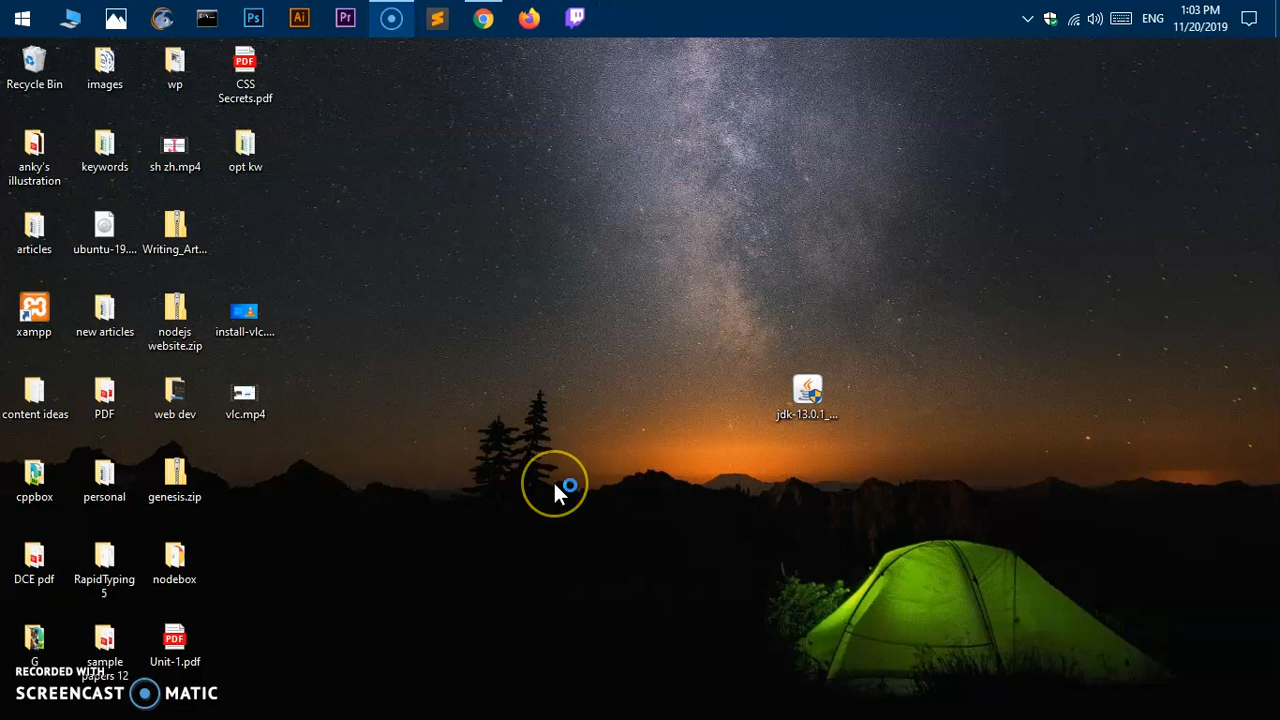 Ps
Ai
Pr
ENG
1:03 PM
11/20/2019
Recycle Bin
images
wp
PDF
CSS
Secrets.pdf
anky's
illustration
keywords
sh zh.mp4
opt kw
articles
ubuntu-19....
Writing_Art...
xampp
new articles
nodejs
website.zip
install-vlc....
content ideas
PDF
web dev
vlc.mp4
jdk-13.0.1_...
cppbox
personal
genesis.zip
DCE pdf
RapidTyping
5
nodebox
G
sample
papers 12
PDF
Unit-1.pdf
RECORDED WITH
SCREENCAST MATIC